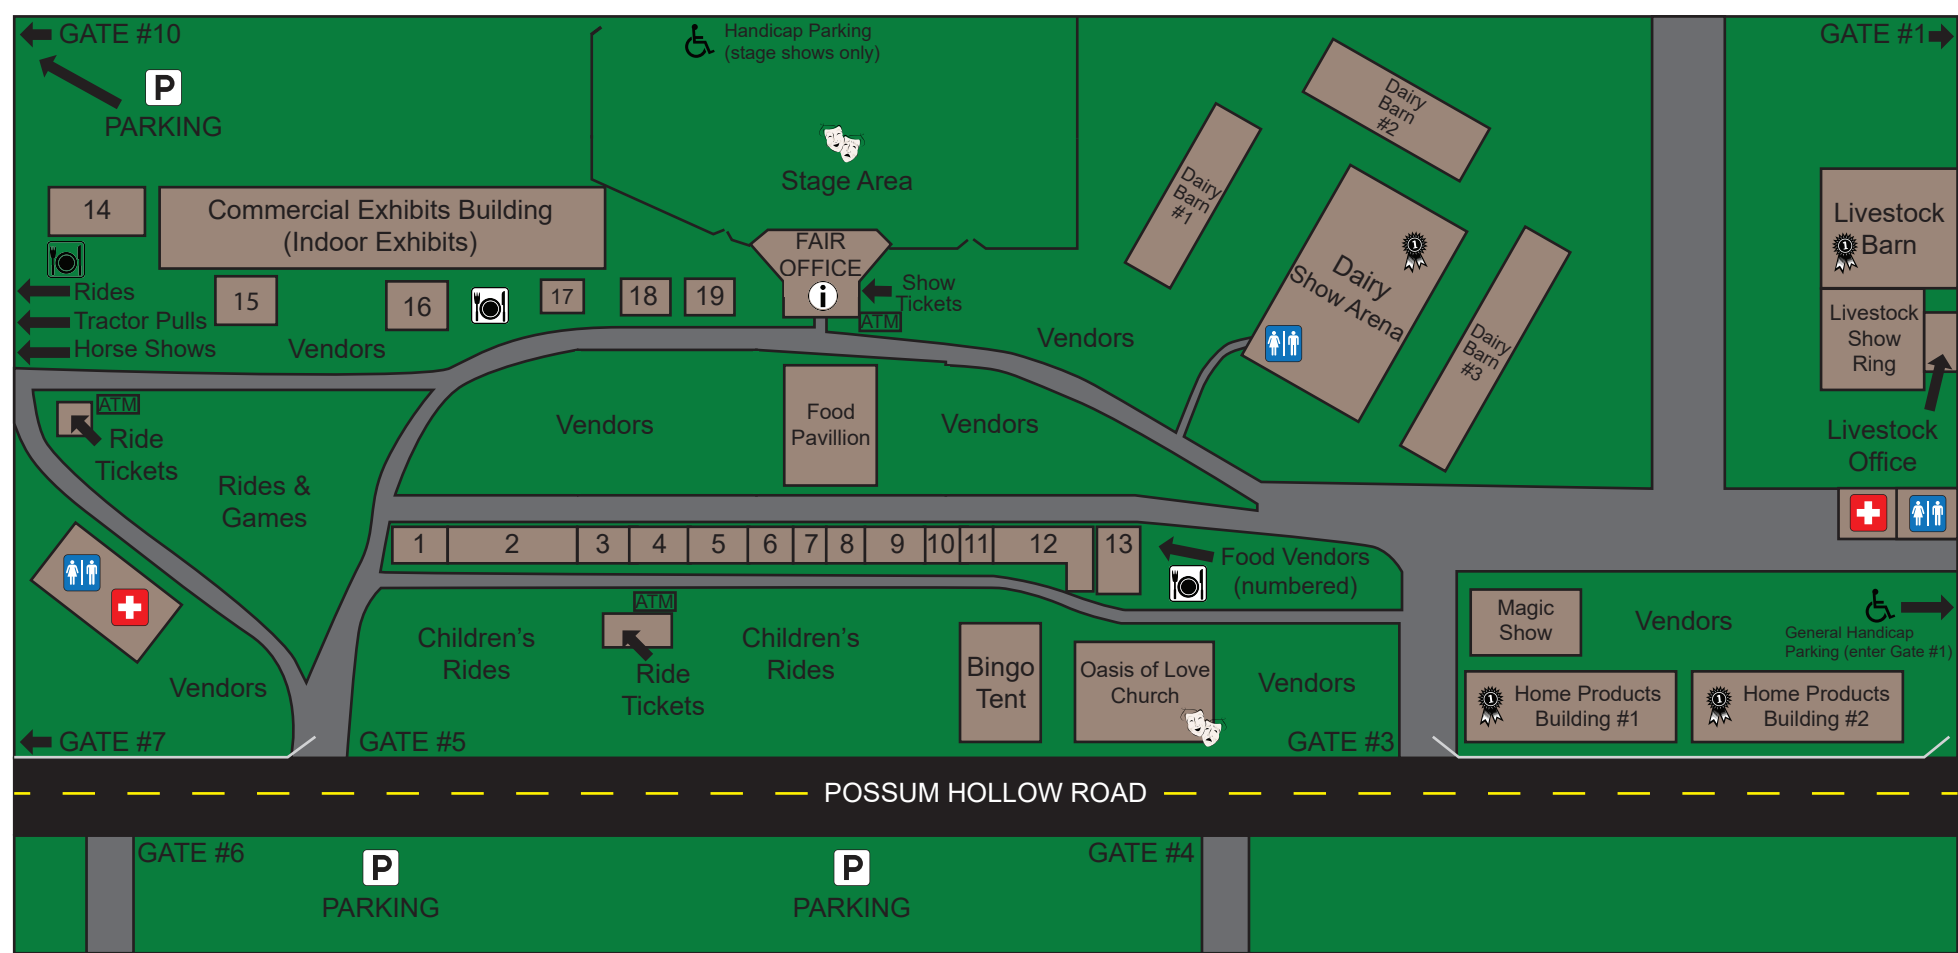 GATE #10
P
PARKING
Handicap Parking
(stage shows only)
Stage Area
GATE #1
Dairy
Barn
#2
Dairy
Barn
#1
Dairy
Show Arena
1
Dairy
Barn
#3
Livestock
Barn
1
Livestock
Show
Ring
Livestock
Office
14
Commercial Exhibits Building
(Indoor Exhibits)
FAIR
OFFICE
i
Show
Tickets
ATM
Rides
Tractor Pulls
Horse Shows
15
16
17
18
19
Vendors
Vendors
ATM
Ride
Tickets
Rides &
Games
Vendors
Food
Pavillion
Vendors
1
2
3
4
5
6
7
8
9
10
11
12
13
Food Vendors
(numbered)
ATM
Children's
Rides
Ride
Tickets
Children's
Rides
Bingo
Tent
Oasis of Love
Church
Vendors
Magic
Show
Vendors
General Handicap
Parking (enter Gate #1)
1
Home Products
Building #1
1
Home Products
Building #2
Vendors
GATE #7
GATE #5
GATE #3
POSSUM HOLLOW ROAD
GATE #6
P
PARKING
P
PARKING
GATE #4